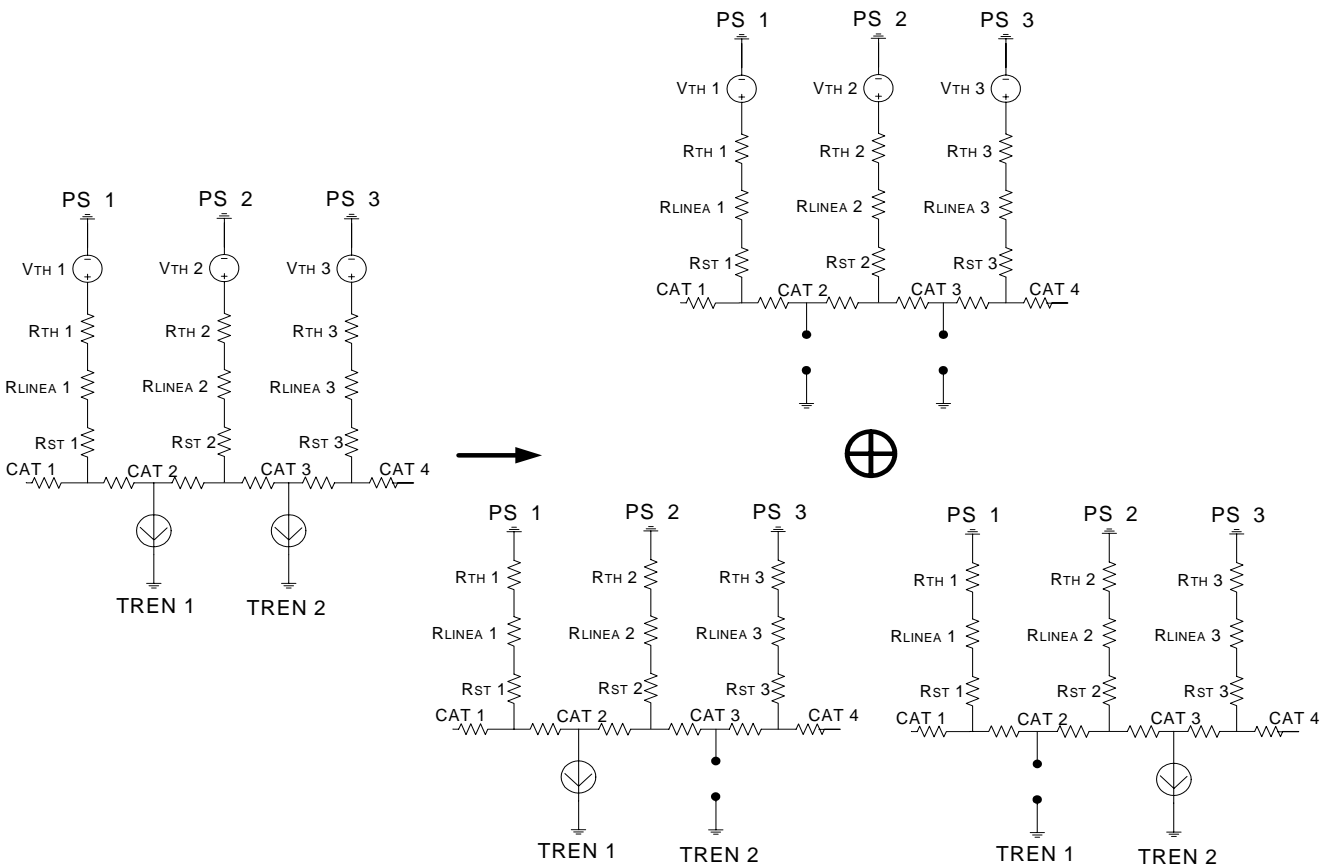 PS 1 PS 2 PS 3
VTH 1 VTH 2 VTH 3
RTH 1 RTH 2 RTH 3
RLINEA 1 RLINEA 2 RLINEA 3
RST 1 RST 2 RST 3
CAT 1 CAT 2 CAT 3 CAT 4
TREN 1 TREN 2
PS 1 PS 2 PS 3
VTH 1 VTH 2 VTH 3
RTH 1 RTH 2 RTH 3
RLINEA 1 RLINEA 2 RLINEA 3
RST 1 RST 2 RST 3
CAT 1 CAT 2 CAT 3 CAT 4
PS 1 PS 2 PS 3
RTH 1 RTH 2 RTH 3
RLINEA 1 RLINEA 2 RLINEA 3
RST 1 RST 2 RST 3
CAT 1 CAT 2 CAT 3 CAT 4
TREN 1 TREN 2
PS 1 PS 2 PS 3
RTH 1 RTH 2 RTH 3
RLINEA 1 RLINEA 2 RLINEA 3
RST 1 RST 2 RST 3
CAT 1 CAT 2 CAT 3 CAT 4
TREN 1 TREN 2